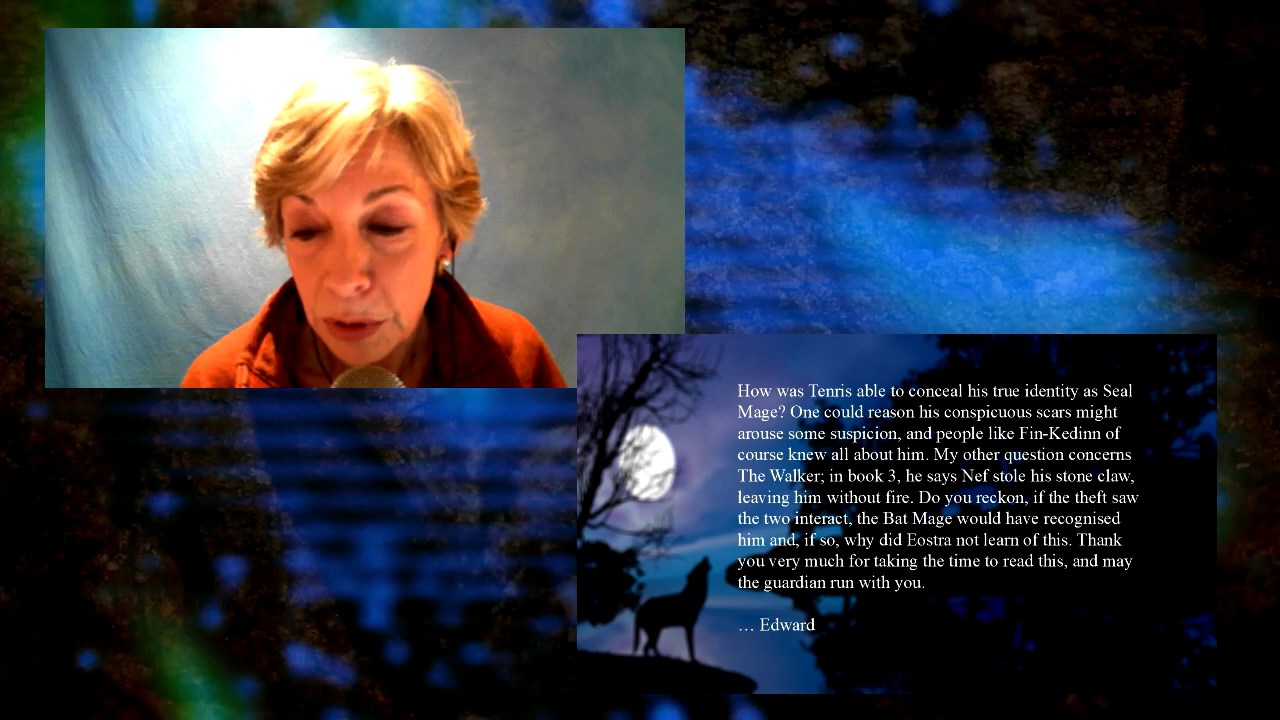 How was Tenris able to conceal his true identity as Seal
Mage? One could reason his conspicuous scars might
arouse some suspicion, and people like Fin-Kedinn of
course knew all about him. My other question concerns
The Walker; in book 3, he says Nef stole his stone claw,
leaving him without fire. Do you reckon, if the theft saw
the two interact, the Bat Mage would have recognised
him and, if so, why did Eostra not learn of this. Thank
you very much for taking the time to read this, and may
the guardian run with you.
… Edward